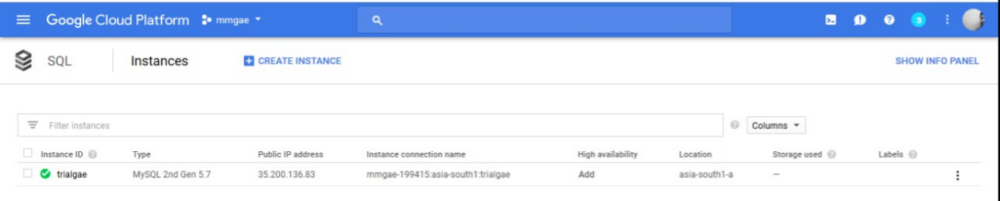 Google Cloud Platform mmgae 3
SQL Instances CREATE INSTANCE SHOW INFO PANEL
Filter instances Columns
Instance ID Type Public IP address Instance connection name High availability Location Storage used Labels
trialgae MySQL 2nd Gen 5.7 35.200.136.83 mmgae-199415:asia-south1:trialgae Add asia-south1-a —